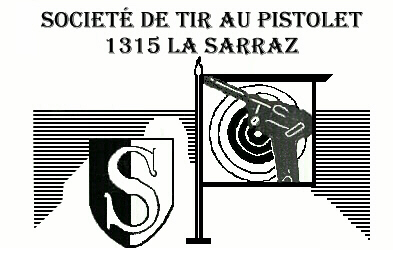 SOCIETÉ DE TIR AU PISTOLET
1315 LA SARRAZ
S